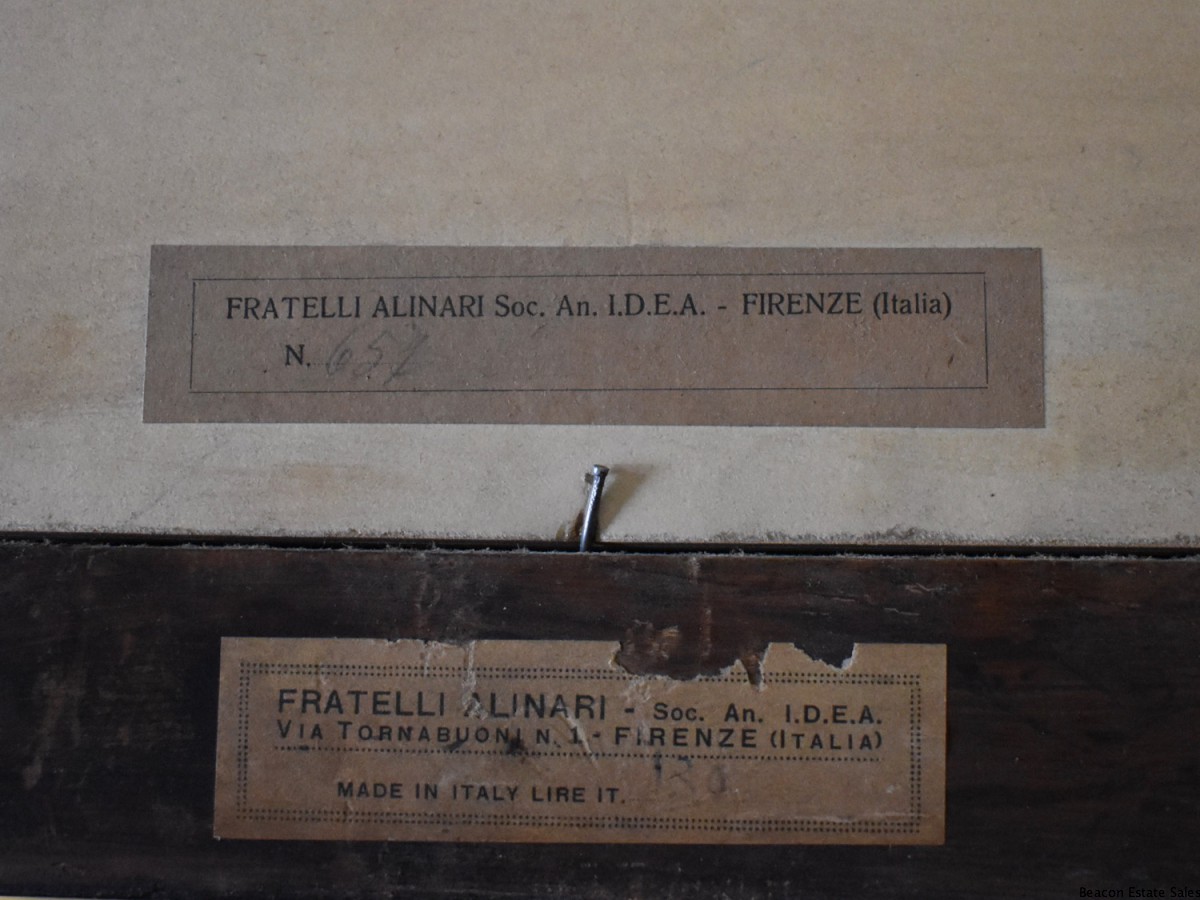 FRATELLI ALINARI Soc. An. I.D.E.A. - FIRENZE (Italia)
N. 657
FRATELLI ALINARI - Soc. An. I.D.E.A.
VIA TORNABUONI N. 1 - FIRENZE (ITALIA)
MADE IN ITALY LIRE IT.
Beacon Estate Sales